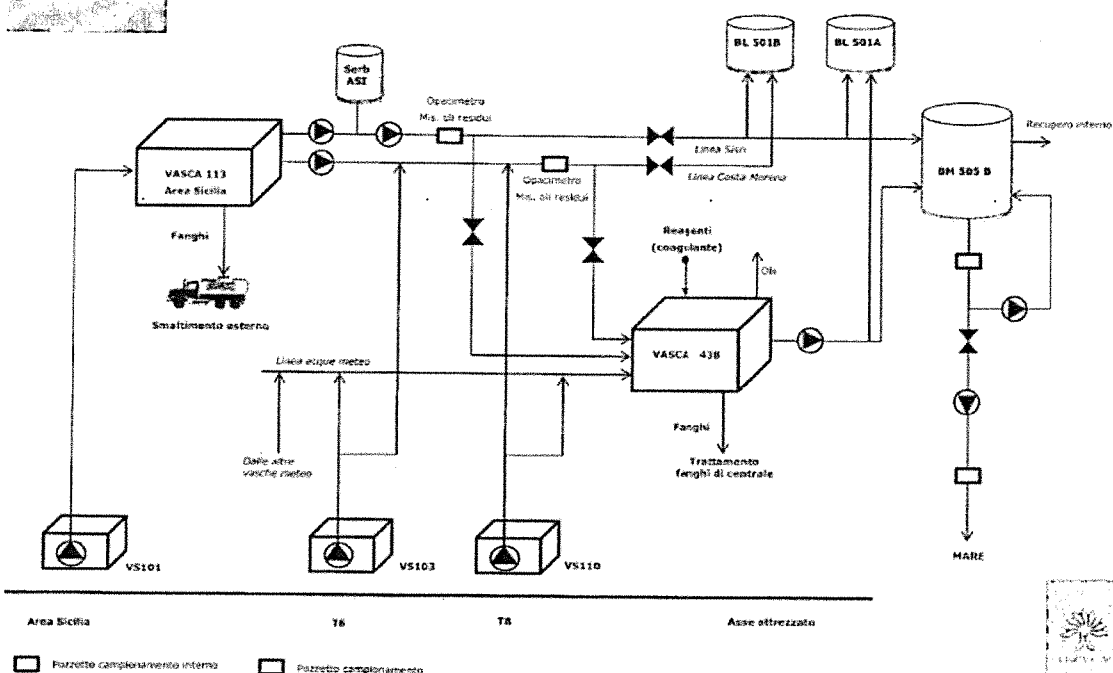 BL 501B
BL 501A
Serb
ASI
Opacimetro
Mis. oli residui
Recupero interno
Linea Sisri
VASCA 113
Area Sicilia
Linea Costa Morena
BM 505 B
Opacimetro
Mis. oli residui
Reagenti
(coagulante)
Fanghi
Olii
Smaltimento esterno
VASCA 43B
Linea acque meteo
Fanghi
Dalle altre
vasche meteo
Trattamento
fanghi di centrale
MARE
VS101
VS103
VS110
Area Sicilia
T6
T8
Asse attrezzato
Pozzetto campionamento interno
Pozzetto campionamento